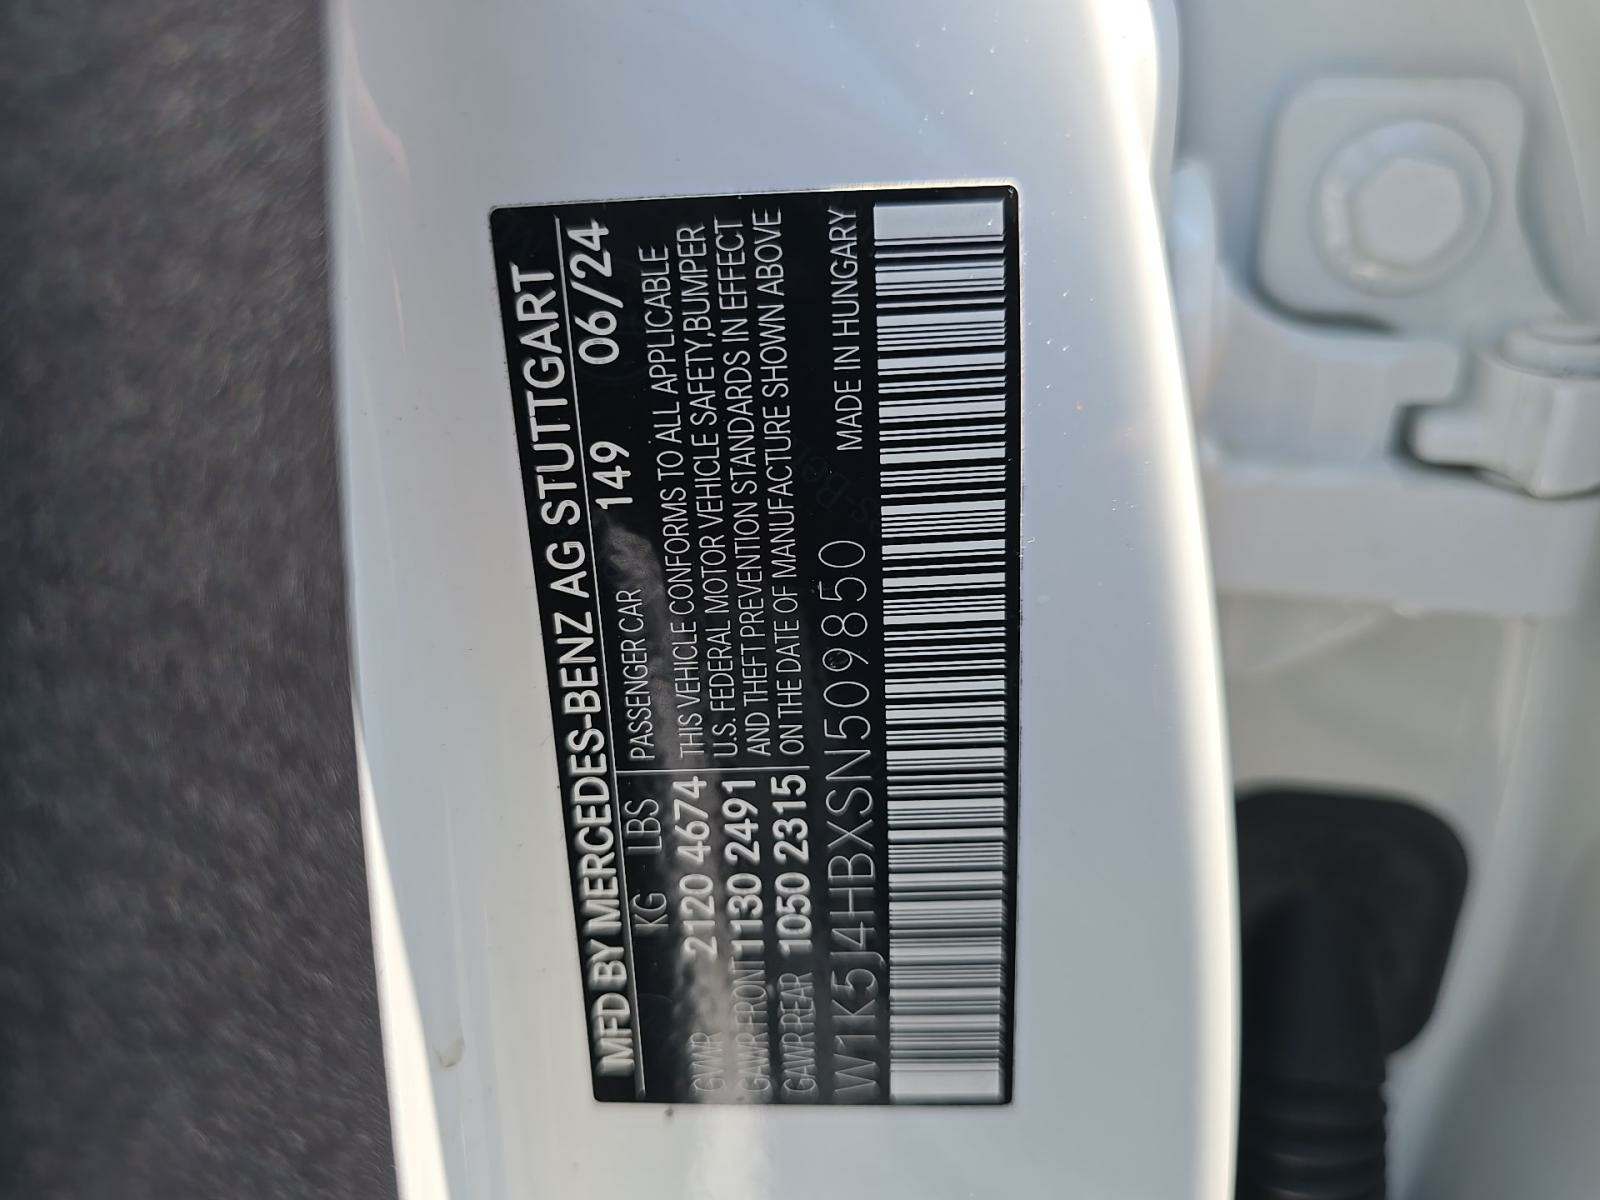 MFD BY MERCEDES-BENZ AG STUTTGART
149 06/24
KG LBS PASSENGER CAR
GVWR 2120 4674 THIS VEHICLE CONFORMS TO ALL APPLICABLE
GAWR FRONT 1130 2491 U.S. FEDERAL MOTOR VEHICLE SAFETY,BUMPER
GAWR REAR 1050 2315 AND THEFT PREVENTION STANDARDS IN EFFECT
ON THE DATE OF MANUFACTURE SHOWN ABOVE
W1K5J4HBXSN509850 MADE IN HUNGARY